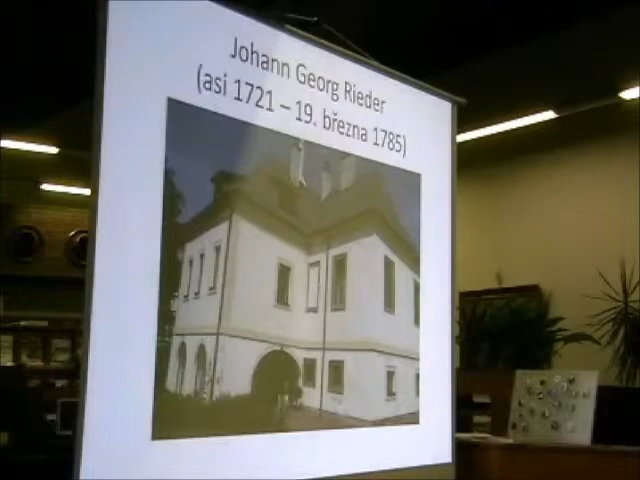 Johann Georg Rieder
(asi 1721 – 19. března 1785)